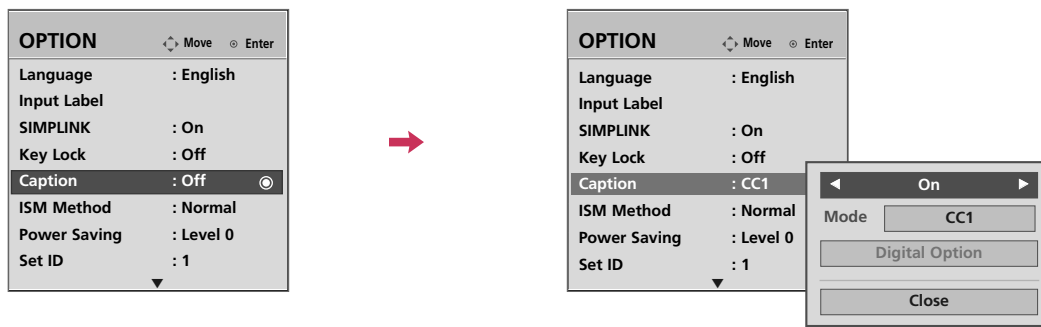 OPTION Move Enter
Language : English
Input Label
SIMPLINK : On
Key Lock : Off
Caption : Off
ISM Method : Normal
Power Saving : Level 0
Set ID : 1
OPTION Move Enter
Language : English
Input Label
SIMPLINK : On
Key Lock : Off
Caption : CC1
ISM Method : Normal
Power Saving : Level 0
Set ID : 1
On
Mode CC1
Digital Option
Close